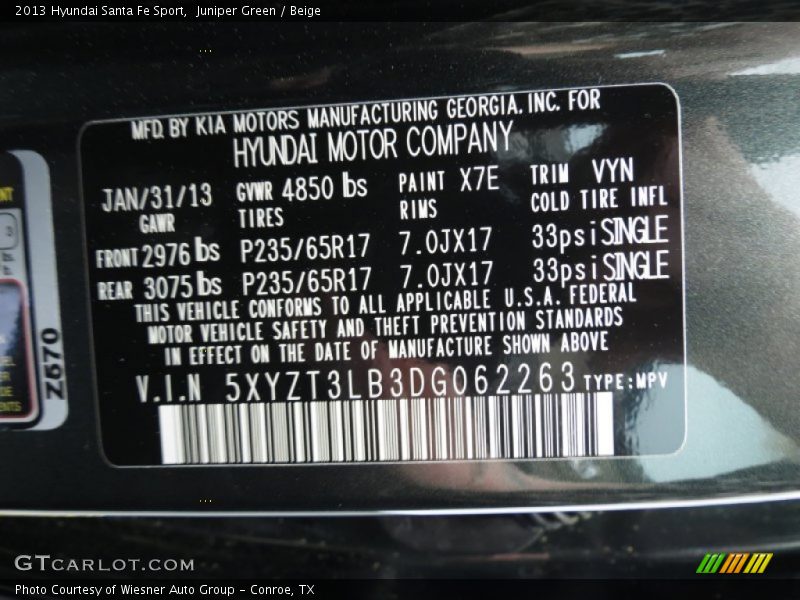 2013 Hyundai Santa Fe Sport,  Juniper Green / Beige
MFD. BY KIA MOTORS MANUFACTURING GEORGIA. INC. FOR
HYUNDAI MOTOR COMPANY
JAN/31/13 GVWR 4850 lbs PAINT X7E TRIM VYN
GAWR TIRES RIMS COLD TIRE INFL
FRONT 2976 lbs P235/65R17 7.0JX17 33psi SINGLE
REAR 3075 lbs P235/65R17 7.0JX17 33psi SINGLE
THIS VEHICLE CONFORMS TO ALL APPLICABLE U.S.A. FEDERAL
MOTOR VEHICLE SAFETY AND THEFT PREVENTION STANDARDS
IN EFFECT ON THE DATE OF MANUFACTURE SHOWN ABOVE
V.I.N 5XYZT3LB3DG062263 TYPE:MPV
Z670
GTCARLOT.COM
Photo Courtesy of Wiesner Auto Group - Conroe, TX